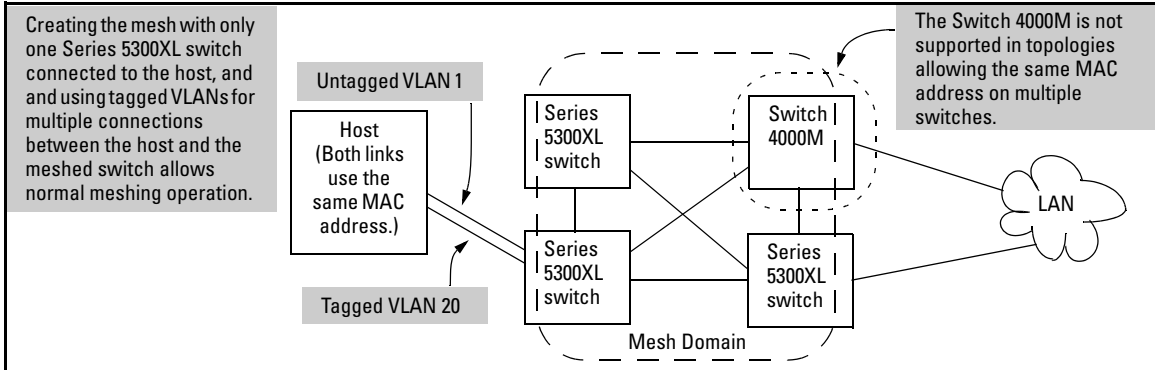 Creating the mesh with only
one Series 5300XL switch
connected to the host, and
and using tagged VLANs for
multiple connections
between the host and the
meshed switch allows
normal meshing operation.
Untagged VLAN 1
Host
(Both links
use the
same MAC
address.)
Tagged VLAN 20
Series
5300XL
switch
Series
5300XL
switch
Switch
4000M
Series
5300XL
switch
Mesh Domain
The Switch 4000M is not
supported in topologies
allowing the same MAC
address on multiple
switches.
LAN